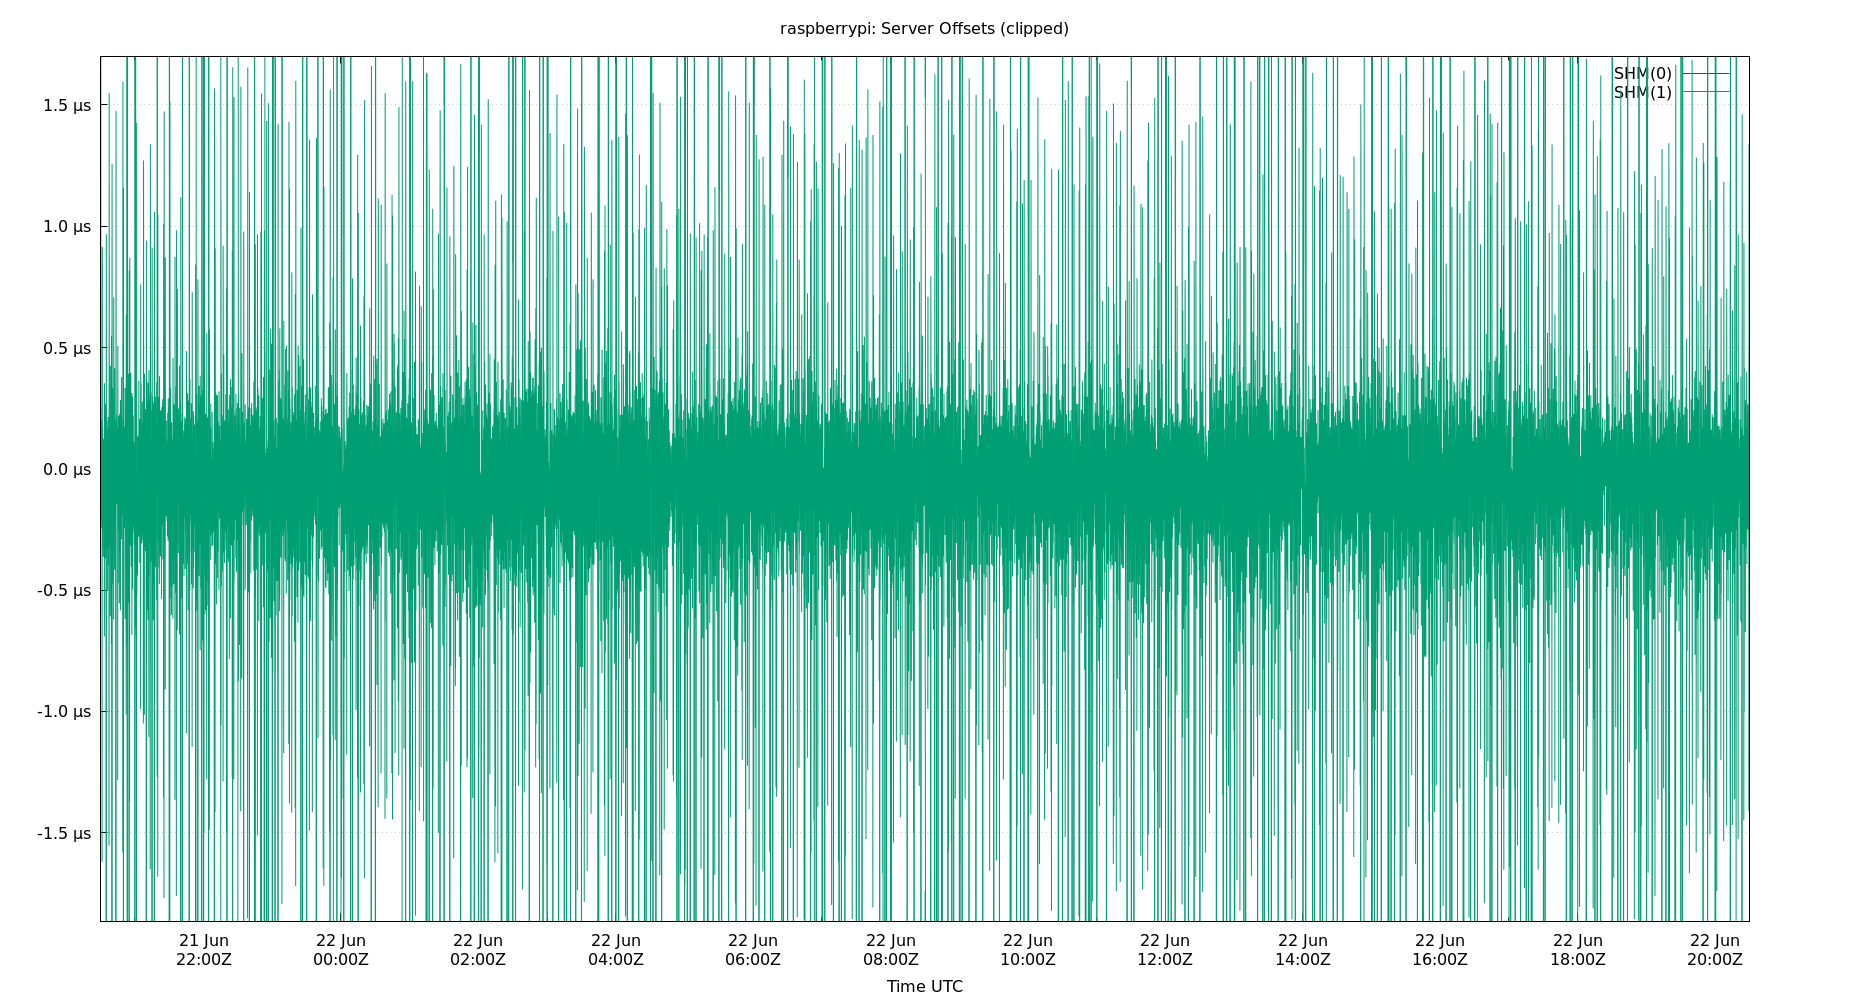 raspberrypi: Server Offsets (clipped)
SHM(0)
SHM(1)
1.5 µs
1.0 µs
0.5 µs
0.0 µs
-0.5 µs
-1.0 µs
-1.5 µs
21 Jun 22 Jun 22 Jun 22 Jun 22 Jun 22 Jun 22 Jun 22 Jun 22 Jun 22 Jun 22 Jun 22 Jun
22:00Z 00:00Z 02:00Z 04:00Z 06:00Z 08:00Z 10:00Z 12:00Z 14:00Z 16:00Z 18:00Z 20:00Z
Time UTC